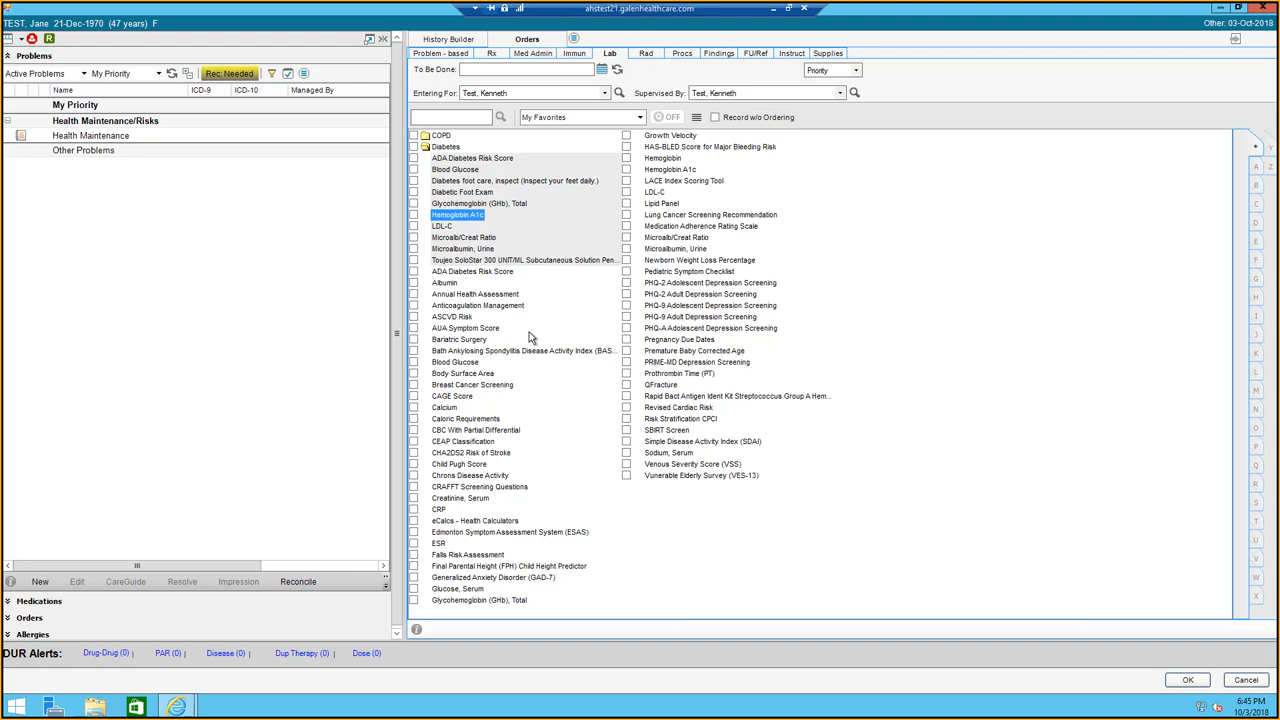 ahstest21.galenhealthcare.com
TEST, Jane 21-Dec-1970 (47 years) F
Other: 03-Oct-2018
R
Problems
Active Problems
My Priority
Rec: Needed
Name
ICD-9
ICD-10
Managed By
My Priority
Health Maintenance/Risks
Health Maintenance
Other Problems
New
Edit
CareGuide
Resolve
Impression
Reconcile
Medications
Orders
Allergies
History Builder
Orders
Problem - based
Rx
Med Admin
Immun
Lab
Rad
Procs
Findings
FU/Ref
Instruct
Supplies
To Be Done:
Priority
Entering For:
Test, Kenneth
Supervised By:
Test, Kenneth
My Favorites
OFF
Record w/o Ordering
COPD
Diabetes
ADA Diabetes Risk Score
Blood Glucose
Diabetes foot care, inspect (Inspect your feet daily.)
Diabetic Foot Exam
Glycohemoglobin (GHb), Total
Hemoglobin A1c
LDL-C
Microalb/Creat Ratio
Microalbumin, Urine
Toujeo SoloStar 300 UNIT/ML Subcutaneous Solution Pen...
ADA Diabetes Risk Score
Albumin
Annual Health Assessment
Anticoagulation Management
ASCVD Risk
AUA Symptom Score
Bariatric Surgery
Bath Ankylosing Spondylitis Disease Activity Index (BAS...
Blood Glucose
Body Surface Area
Breast Cancer Screening
CAGE Score
Calcium
Caloric Requirements
CBC With Partial Differential
CEAP Classification
CHA2DS2 Risk of Stroke
Child Pugh Score
Chrons Disease Activity
CRAFFT Screening Questions
Creatinine, Serum
CRP
eCalcs - Health Calculators
Edmonton Symptom Assessment System (ESAS)
ESR
Falls Risk Assessment
Final Parental Height (FPH) Child Height Predictor
Generalized Anxiety Disorder (GAD-7)
Glucose, Serum
Glycohemoglobin (GHb), Total
Growth Velocity
HAS-BLED Score for Major Bleeding Risk
Hemoglobin
Hemoglobin A1c
LACE Index Scoring Tool
LDL-C
Lipid Panel
Lung Cancer Screening Recommendation
Medication Adherence Rating Scale
Microalb/Creat Ratio
Microalbumin, Urine
Newborn Weight Loss Percentage
Pediatric Symptom Checklist
PHQ-2 Adolescent Depression Screening
PHQ-2 Adult Depression Screening
PHQ-9 Adolescent Depression Screening
PHQ-9 Adult Depression Screening
PHQ-A Adolescent Depression Screening
Pregnancy Due Dates
Premature Baby Corrected Age
PRIME-MD Depression Screening
Prothrombin Time (PT)
QFracture
Rapid Bact Antigen Ident Kit Streptococcus Group A Hem...
Revised Cardiac Risk
Risk Stratification CPCI
SBIRT Screen
Simple Disease Activity Index (SDAI)
Sodium, Serum
Venous Severity Score (VSS)
Vunerable Elderly Survey (VES-13)
*
Y
A
Z
B
C
D
E
F
G
H
I
J
K
L
M
N
O
P
Q
R
S
T
U
V
W
X
DUR Alerts:
Drug-Drug (0)
PAR (0)
Disease (0)
Dup Therapy (0)
Dose (0)
OK
Cancel
6:45 PM
10/3/2018